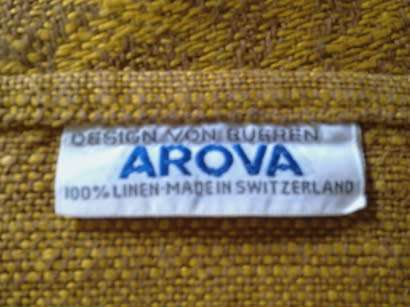 DESIGN VON BUEREN
AROVA
100% LINEN-MADE IN SWITZERLAND